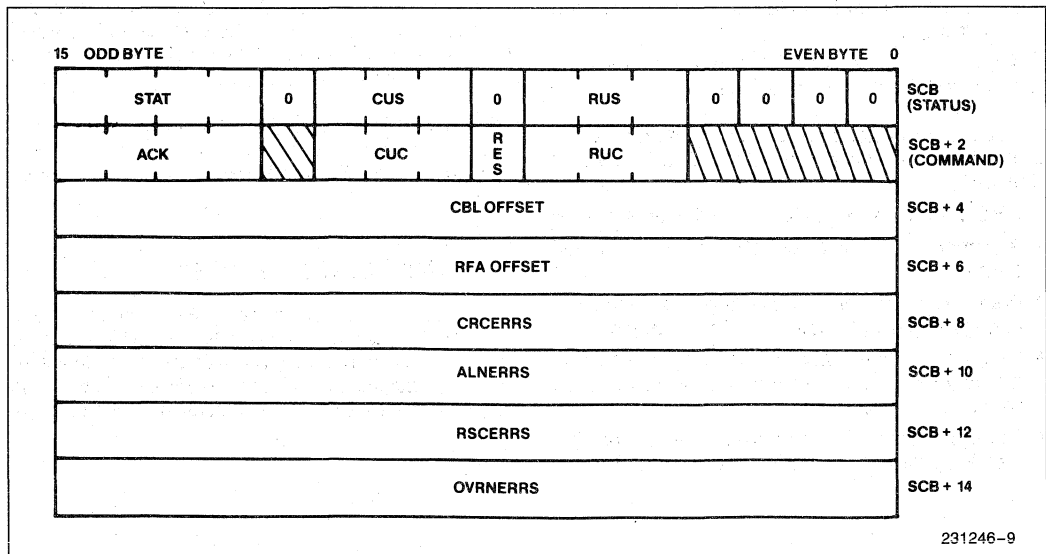 15 ODD BYTE EVEN BYTE 0
STAT 0 CUS 0 RUS 0 0 0 0 SCB (STATUS)
ACK CUC RES RUC SCB + 2 (COMMAND)
CBL OFFSET SCB + 4
RFA OFFSET SCB + 6
CRCERRS SCB + 8
ALNERRS SCB + 10
RSCERRS SCB + 12
OVRNERRS SCB + 14
231246-9